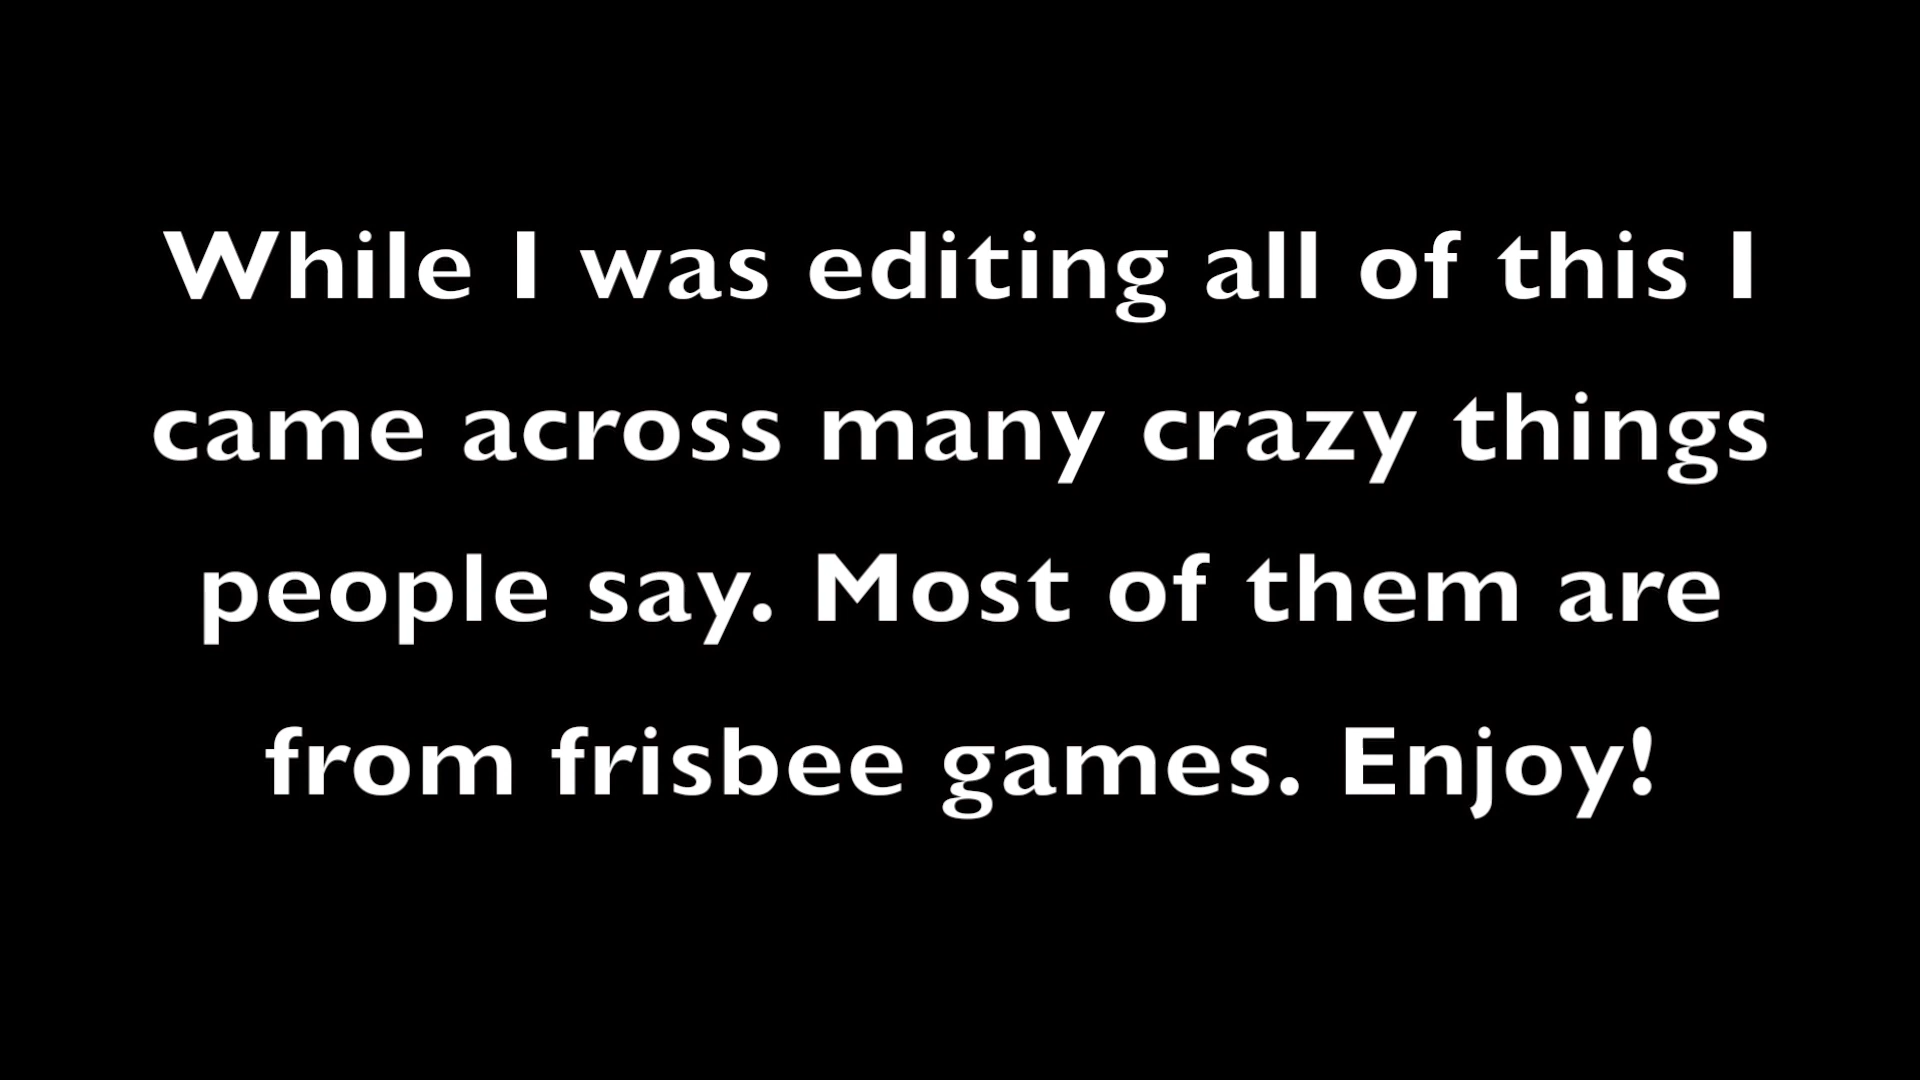 While I was editing all of this I
came across many crazy things
people say. Most of them are
from frisbee games. Enjoy!